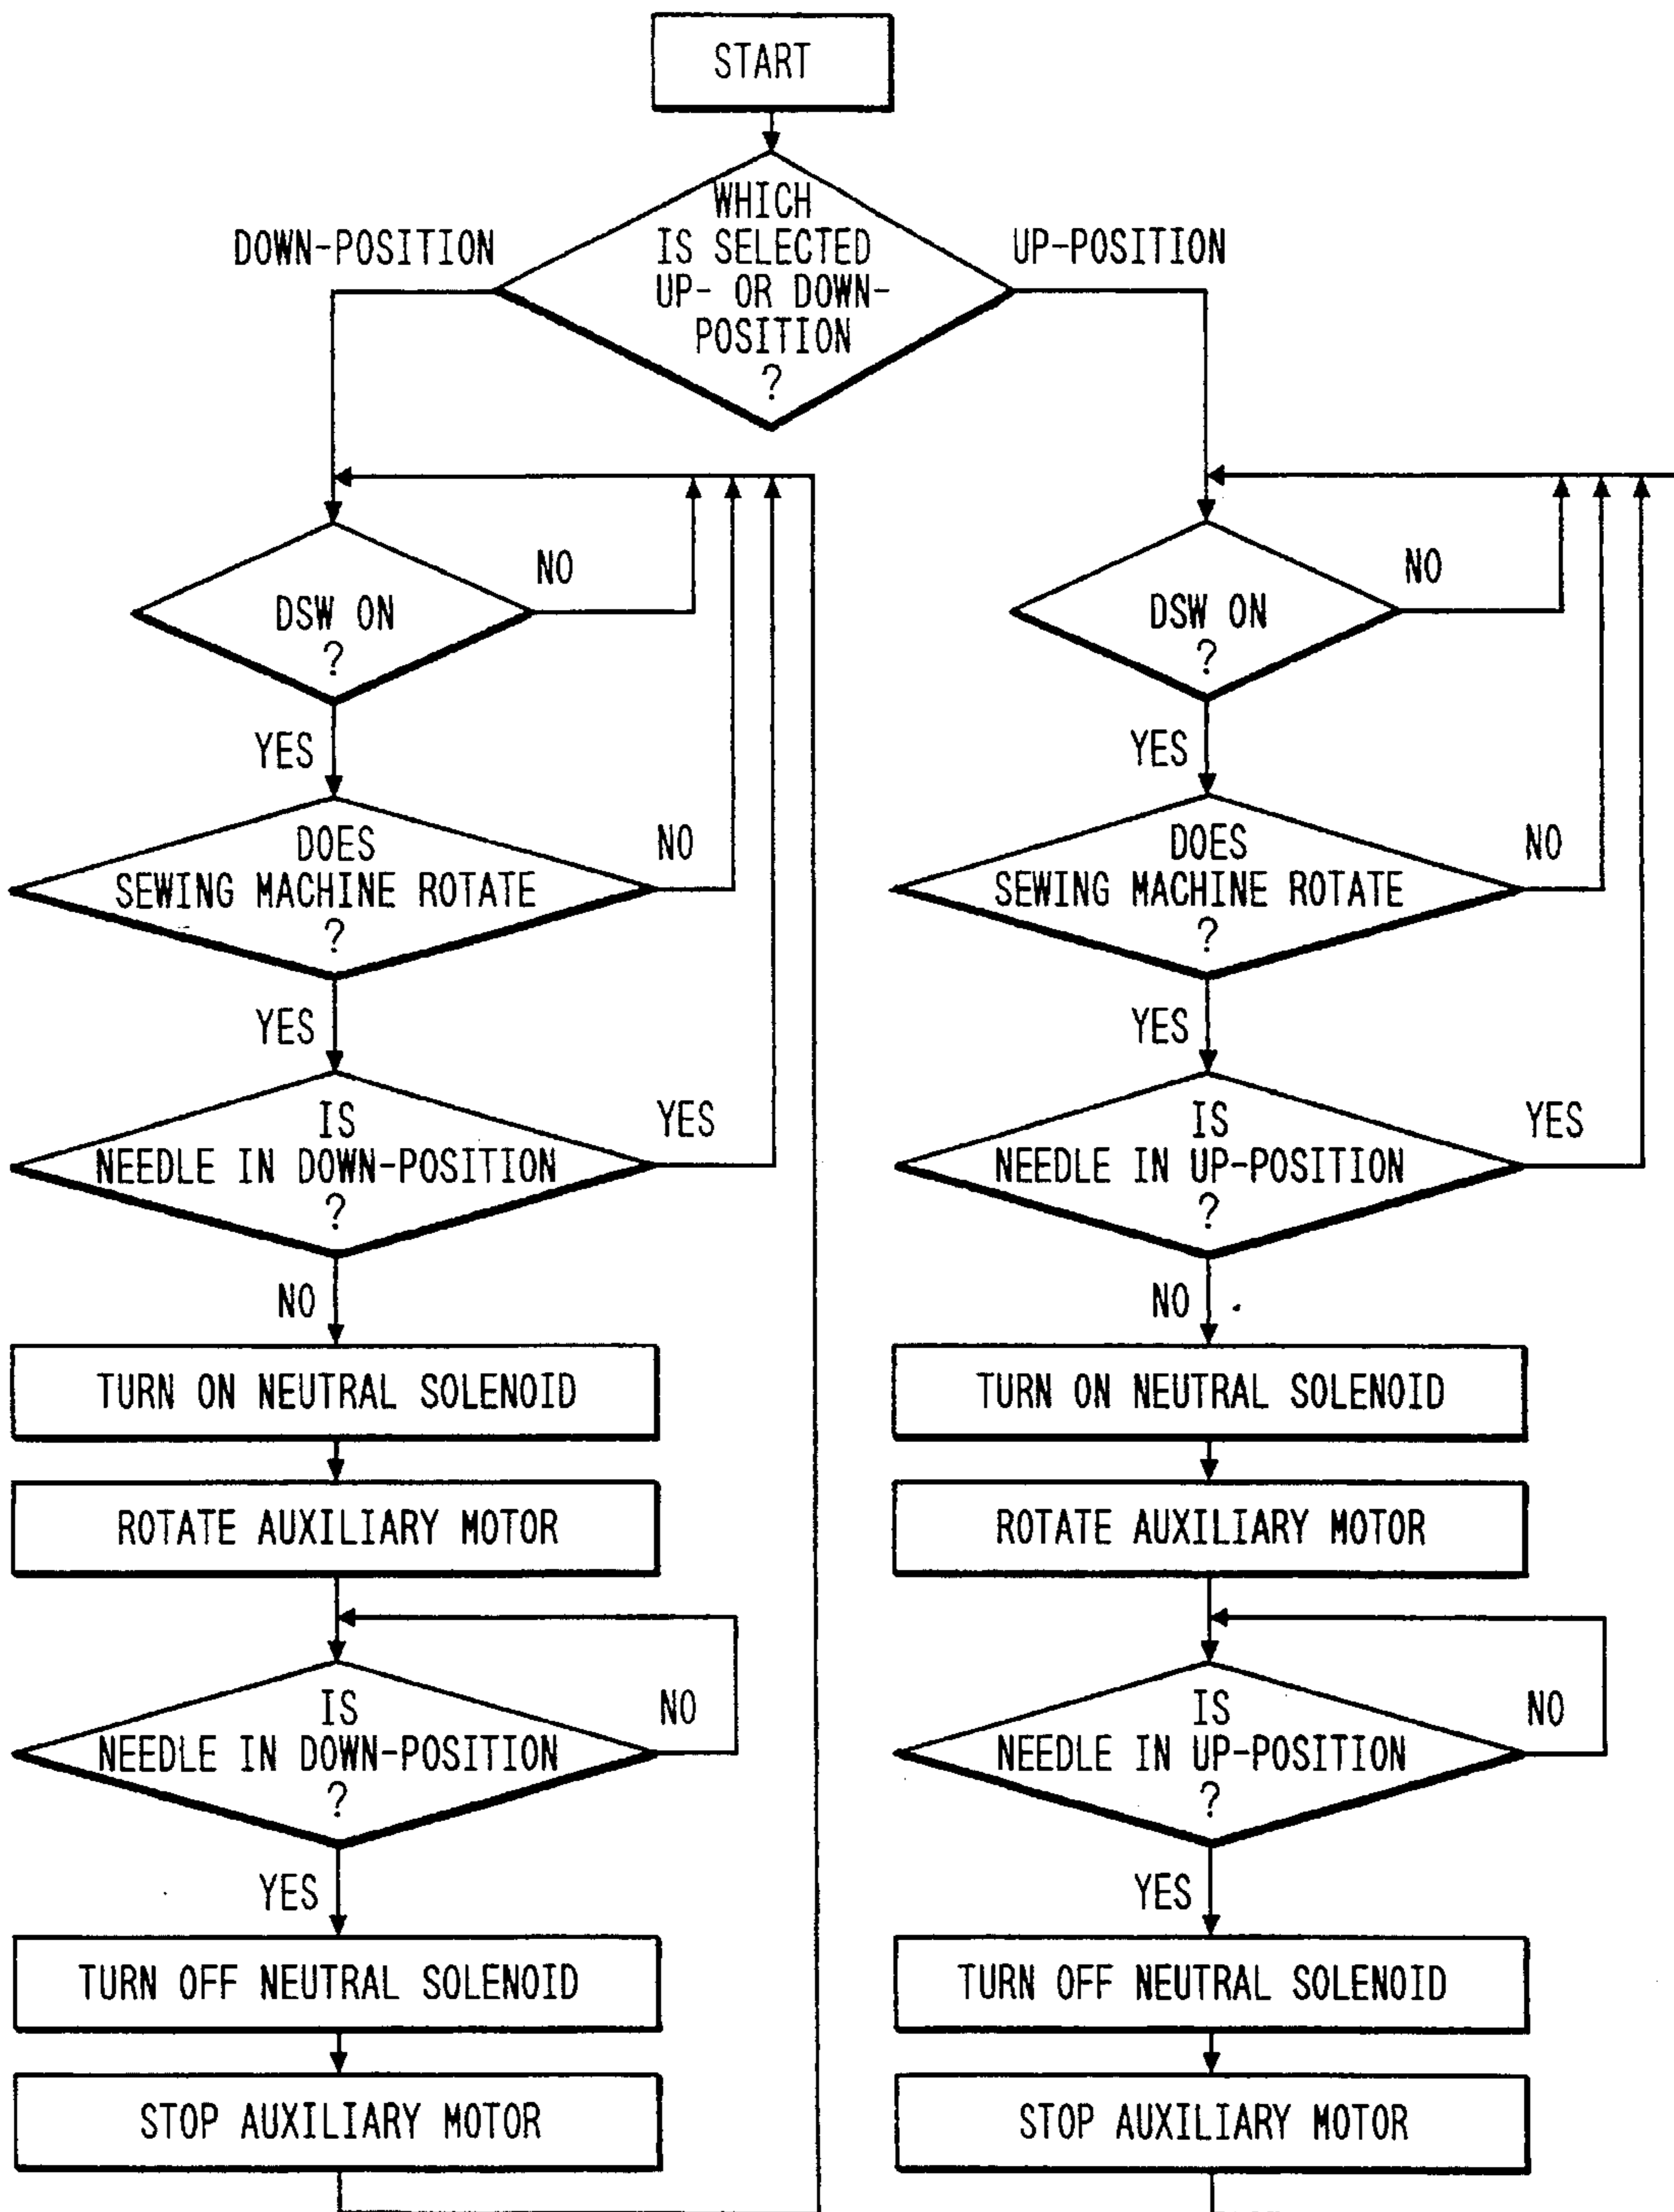 START
WHICH
IS SELECTED
UP- OR DOWN-
POSITION
?
DOWN-POSITION
UP-POSITION
DSW ON
?
NO
YES
DOES
SEWING MACHINE ROTATE
?
NO
YES
IS
NEEDLE IN DOWN-POSITION
?
YES
NO
TURN ON NEUTRAL SOLENOID
ROTATE AUXILIARY MOTOR
IS
NEEDLE IN DOWN-POSITION
?
NO
YES
TURN OFF NEUTRAL SOLENOID
STOP AUXILIARY MOTOR
DSW ON
?
NO
YES
DOES
SEWING MACHINE ROTATE
?
NO
YES
IS
NEEDLE IN UP-POSITION
?
YES
NO
TURN ON NEUTRAL SOLENOID
ROTATE AUXILIARY MOTOR
IS
NEEDLE IN UP-POSITION
?
NO
YES
TURN OFF NEUTRAL SOLENOID
STOP AUXILIARY MOTOR